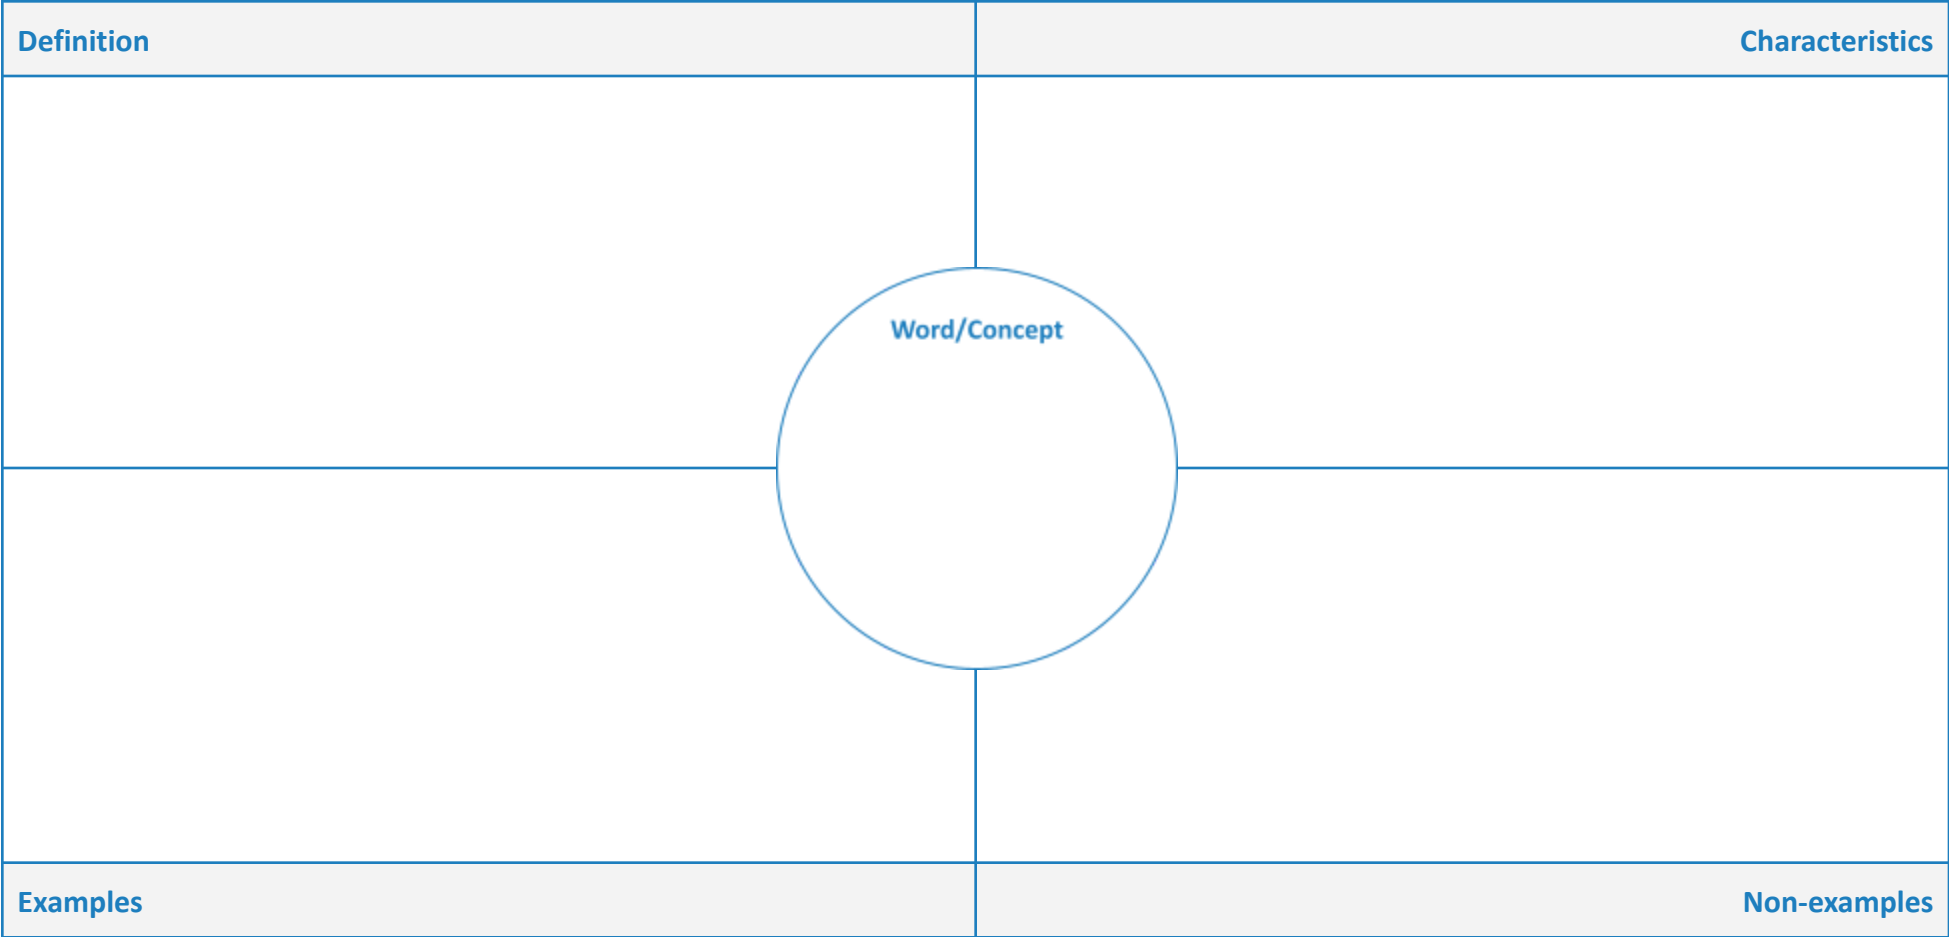 Definition
Characteristics
Word/Concept
Examples
Non-examples